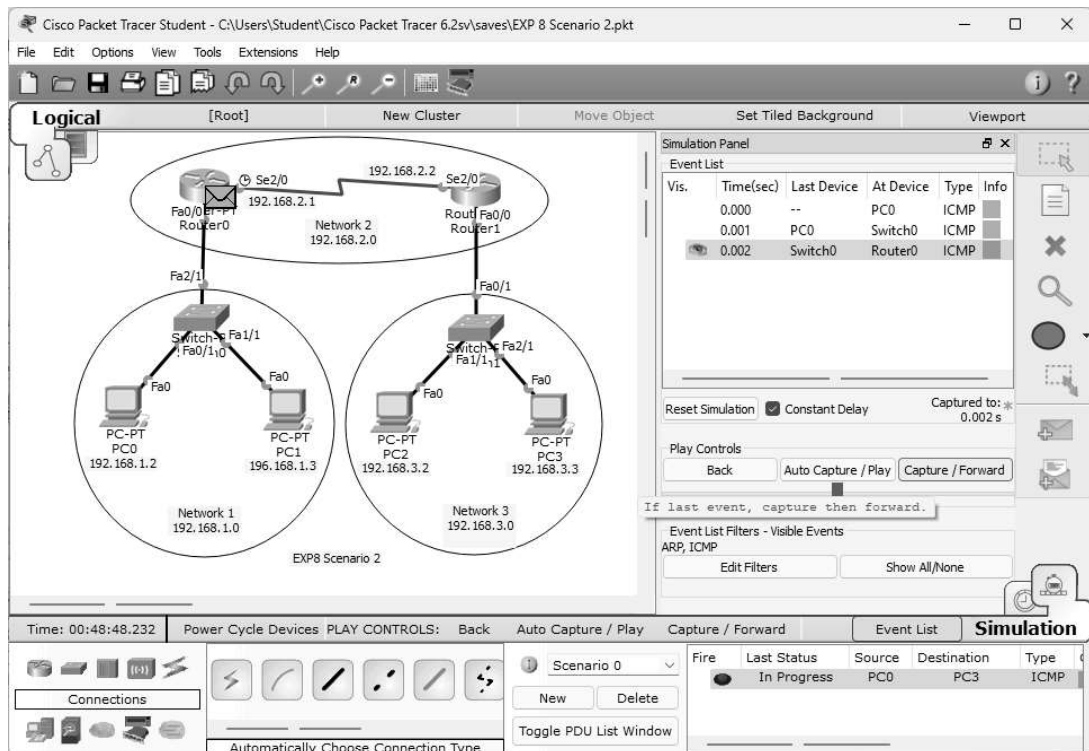 Cisco Packet Tracer Student - C:\Users\Student\Cisco Packet Tracer 6.2sv\saves\EXP 8 Scenario 2.pkt
File Edit Options View Tools Extensions Help
Logical [Root] New Cluster Move Object Set Tiled Background Viewport
Se2/0
192.168.2.1
192.168.2.2
Se2/0
Fa0/0
Router0
Fa0/0
Router1
Network 2
192.168.2.0
Fa2/1
Fa0/1
Fa0/1
Fa1/1
Fa1/1
Fa2/1
Fa0
Fa0
Fa0
Fa0
PC-PT
PC0
192.168.1.2
PC-PT
PC1
196.168.1.3
PC-PT
PC2
192.168.3.2
PC-PT
PC3
192.168.3.3
Network 1
192.168.1.0
Network 3
192.168.3.0
EXP8 Scenario 2
Simulation Panel
Event List
Vis. Time(sec) Last Device At Device Type Info
0.000 -- PC0 ICMP
0.001 PC0 Switch0 ICMP
0.002 Switch0 Router0 ICMP
Reset Simulation Constant Delay Captured to: *
0.002 s
Play Controls
Back Auto Capture / Play Capture / Forward
If last event, capture then forward.
Event List Filters - Visible Events
ARP, ICMP
Edit Filters Show All/None
Time: 00:48:48.232 Power Cycle Devices PLAY CONTROLS: Back Auto Capture / Play Capture / Forward Event List Simulation
Connections
Automatically Choose Connection Type
Scenario 0
New Delete
Toggle PDU List Window
Fire Last Status Source Destination Type
In Progress PC0 PC3 ICMP